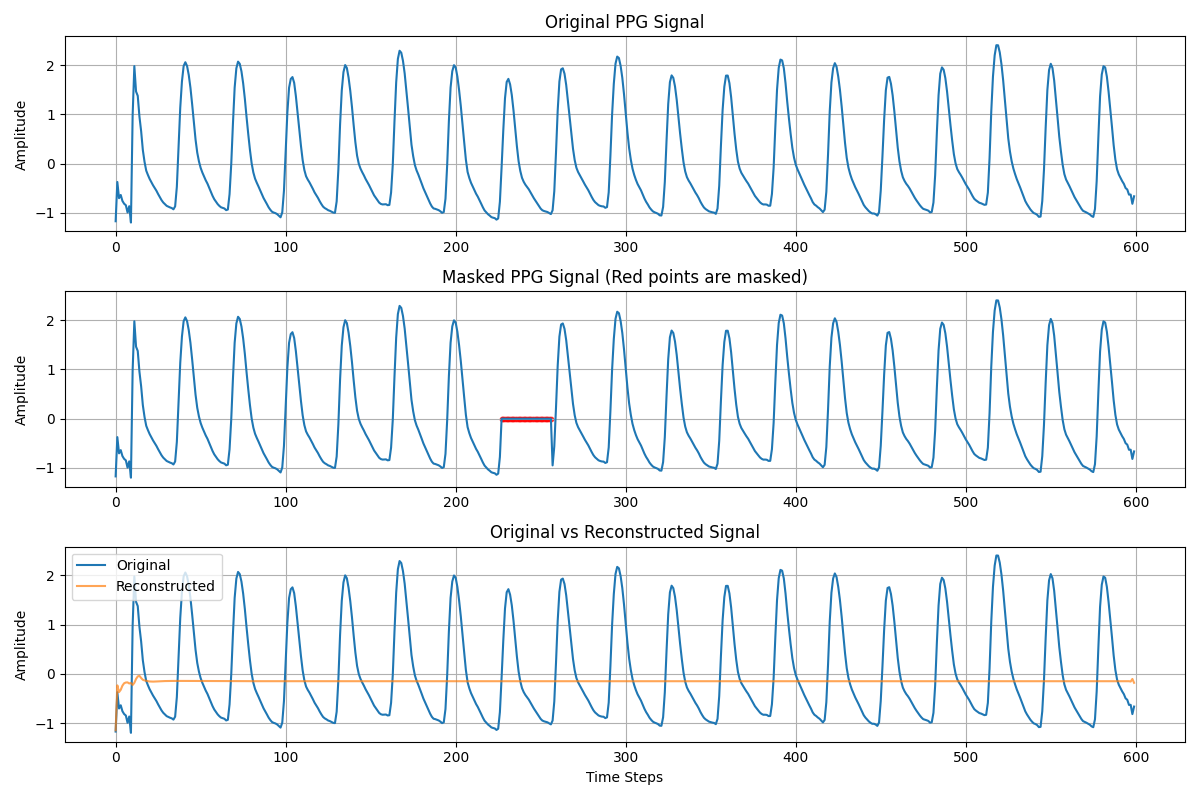 Original PPG Signal
Amplitude
2
1
0
−1
0 100 200 300 400 500 600
Masked PPG Signal (Red points are masked)
Amplitude
2
1
0
−1
0 100 200 300 400 500 600
Original vs Reconstructed Signal
Amplitude
2
1
0
−1
Original
Reconstructed
0 100 200 300 400 500 600
Time Steps